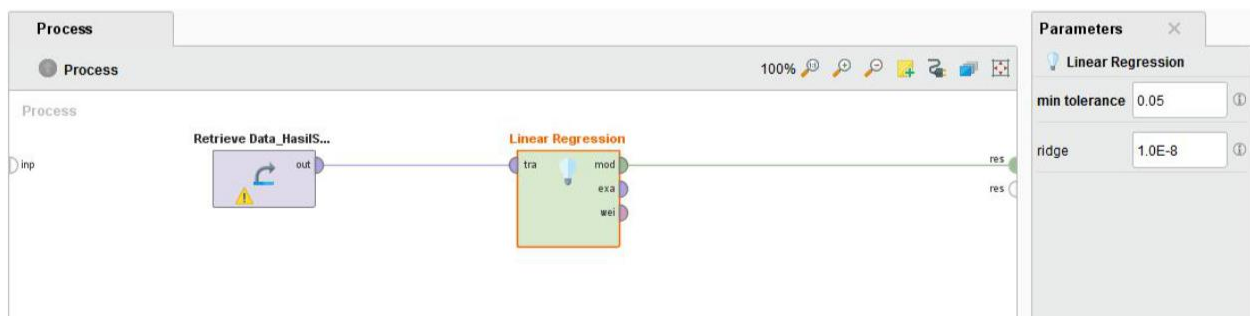 Process
Process
100%
Process
inp
Retrieve Data_HasilS...
out
Linear Regression
tra
mod
exa
wei
res
res
Parameters
Linear Regression
min tolerance 0.05
ridge 1.0E-8